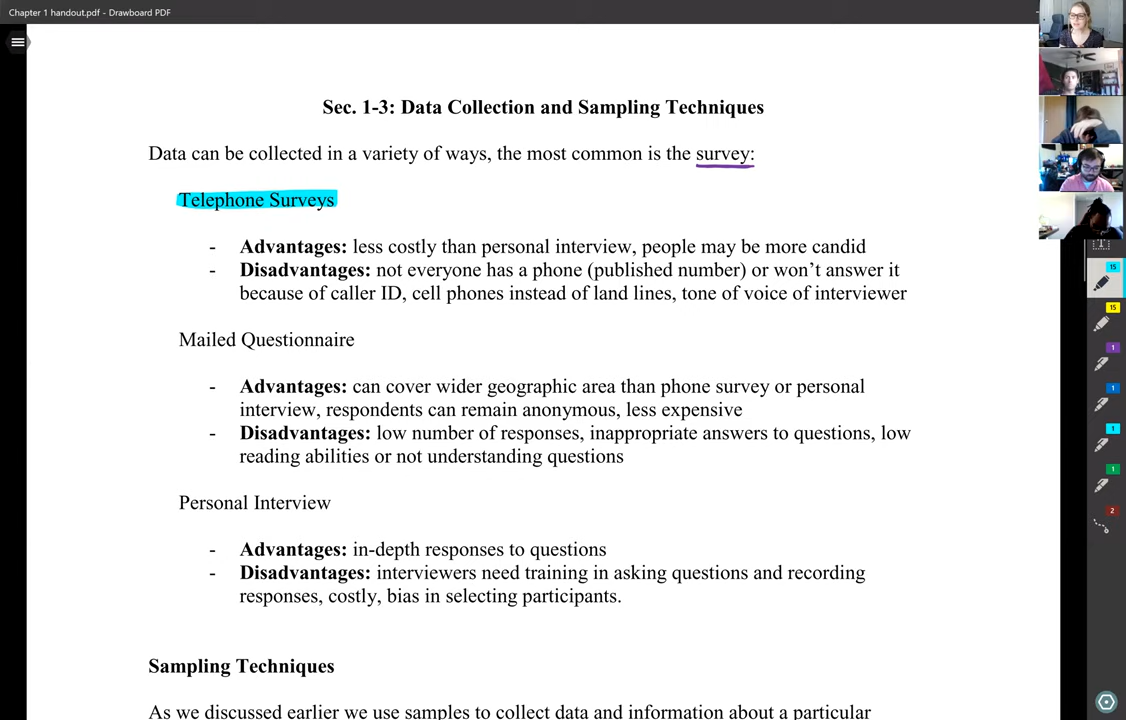 Chapter 1 handout.pdf - Drawboard PDF
Sec. 1-3: Data Collection and Sampling Techniques
Data can be collected in a variety of ways, the most common is the survey:
Telephone Surveys
- Advantages: less costly than personal interview, people may be more candid
- Disadvantages: not everyone has a phone (published number) or won't answer it
because of caller ID, cell phones instead of land lines, tone of voice of interviewer
Mailed Questionnaire
- Advantages: can cover wider geographic area than phone survey or personal
interview, respondents can remain anonymous, less expensive
- Disadvantages: low number of responses, inappropriate answers to questions, low
reading abilities or not understanding questions
Personal Interview
- Advantages: in-depth responses to questions
- Disadvantages: interviewers need training in asking questions and recording
responses, costly, bias in selecting participants.
Sampling Techniques
As we discussed earlier we use samples to collect data and information about a particular
T
15
15
1
1
1
1
2